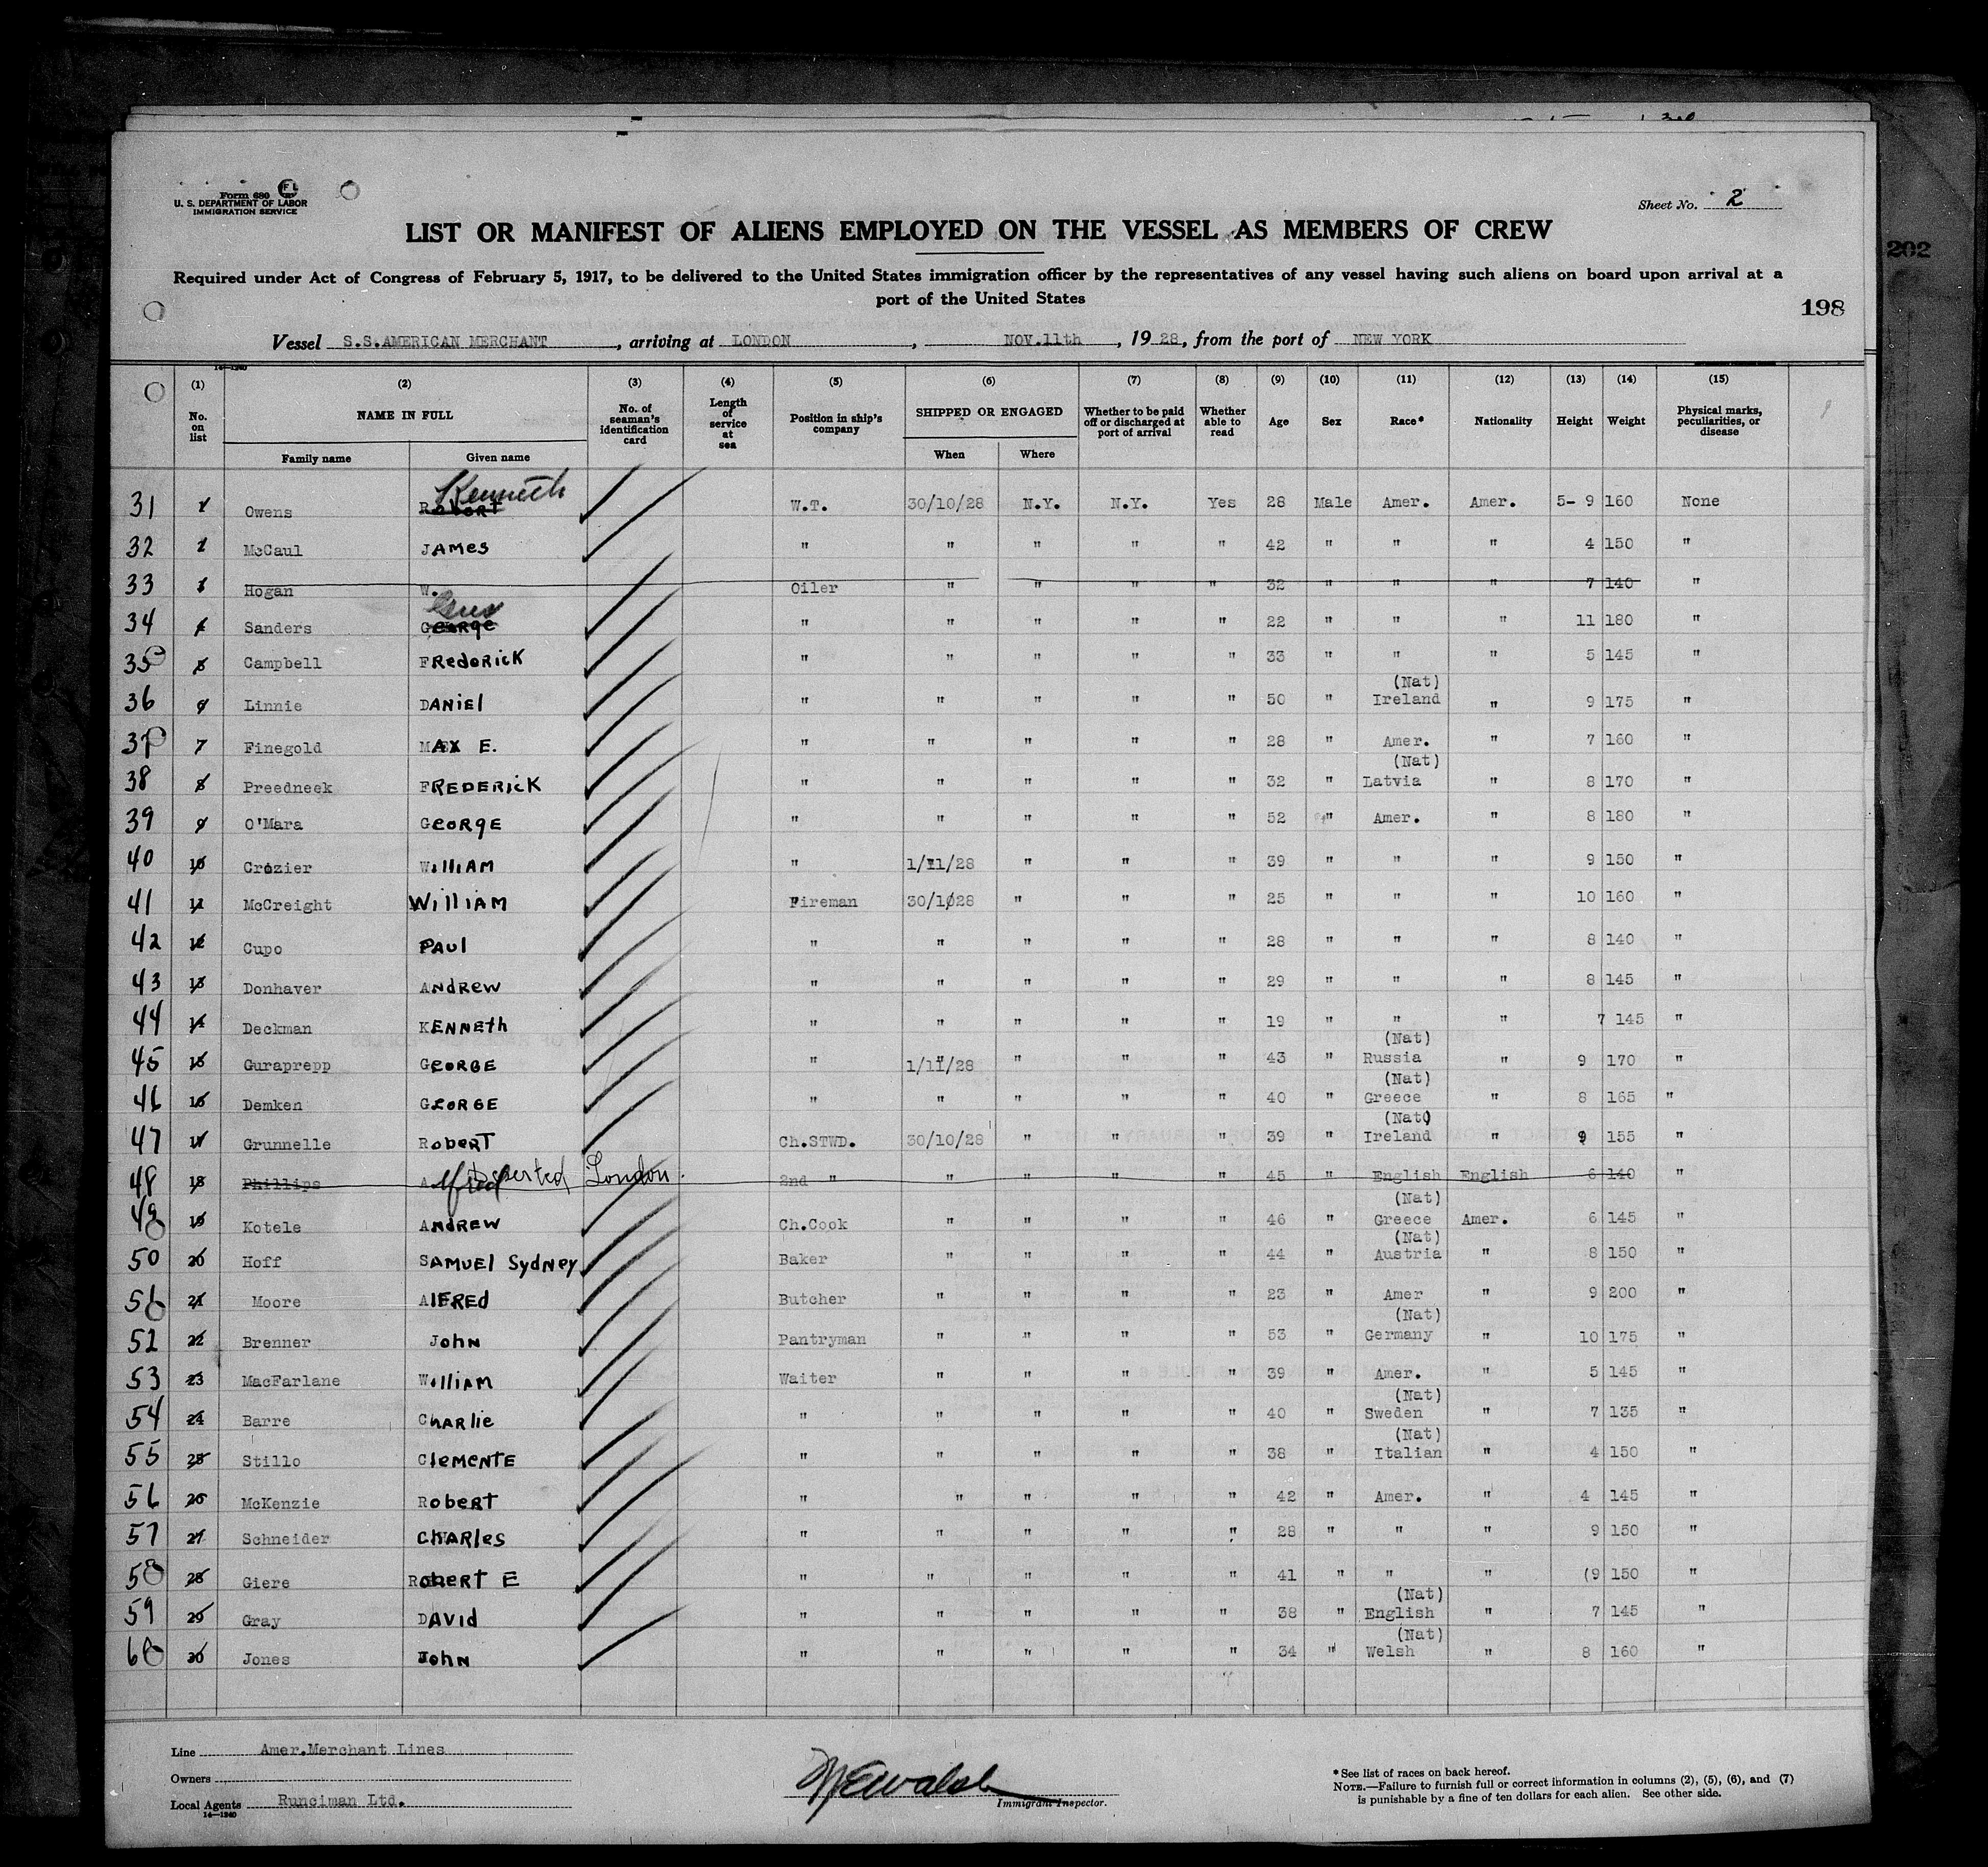 Form 680
U. S. DEPARTMENT OF LABOR
IMMIGRATION SERVICE
Sheet No. 2
LIST OR MANIFEST OF ALIENS EMPLOYED ON THE VESSEL AS MEMBERS OF CREW
Required under Act of Congress of February 5, 1917, to be delivered to the United States immigration officer by the representatives of any vessel having such aliens on board upon arrival at a
port of the United States
202
198
Vessel S.S.AMERICAN MERCHANT, arriving at LONDON, NOV.11th, 1928, from the port of NEW YORK
14—1240
(1) (2) (3) (4) (5) (6) (7) (8) (9) (10) (11) (12) (13) (14) (15)
No. on list NAME IN FULL Family name Given name No. of seaman's identification card Length of service at sea Position in ship's company SHIPPED OR ENGAGED When Where Whether to be paid off or discharged at port of arrival Whether able to read Age Sex Race* Nationality Height Weight Physical marks, peculiarities, or disease
31 1 Owens Robert Kenneth W.T. 30/10/28 N.Y. N.Y. Yes 28 Male Amer. Amer. 5- 9 160 None
32 2 McCaul JAMES " " " " " 42 " " " 4 150 "
33 3 Hogan W. Oiler " " " " 32 " " " 7 140 "
34 4 Sanders George Gus " " " " " 22 " " " 11 180 "
35 5 Campbell FRedoRicK " " " " " 33 " " " 5 145 "
36 6 Linnie DANiEl " " " " " 50 " (Nat) Ireland " 9 175 "
37 7 Finegold MAX E. " " " " " 28 " Amer. " 7 160 "
38 8 Preedneek FREDERicK " " " " " 32 " (Nat) Latvia " 8 170 "
39 9 O'Mara GEORgE " " " " " 52 " Amer. " 8 180 "
40 10 Crozier WilliAM " 1/11/28 " " " 39 " " " 9 150 "
41 11 McCreight WilliAM Fireman 30/1028 " " " 25 " " " 10 160 "
42 12 Cupo PAUl " " " " " 28 " " " 8 140 "
43 13 Donhaver ANdREW " " " " " 29 " " " 8 145 "
44 14 Deckman KENNEth " " " " " 19 " " " 7 145 "
45 15 Guraprepp GEORGE " 1/11/28 " " " 43 " (Nat) Russia " 9 170 "
46 16 Demken GEORGE " " " " " 40 " (Nat) Greece " 8 165 "
47 17 Grunnelle RobeRT Ch.STWD. 30/10/28 " " " 39 " (Nat) Ireland " 9 155 "
48 18 Phillips Alfred Deserted London. 2nd " " " " " 45 " English English 6 140 "
49 19 Kotele ANDREW Ch.Cook " " " " 46 " (Nat) Greece Amer. 6 145 "
50 20 Hoff SAMUEl SydNEy Baker " " " " 44 " (Nat) Austria " 8 150 "
51 21 Moore AlFREd Butcher " " " " 23 " Amer " 9 200 "
52 22 Brenner JohN Pantryman " " " " 53 " (Nat) Germany " 10 175 "
53 23 MacFarlane WilliAM Waiter " " " " 39 " Amer. " 5 145 "
54 24 Barre ChARlie " " " " " 40 " (Nat) Sweden " 7 135 "
55 25 Stillo ClEMENTE " " " " " 38 " (Nat) Italian " 4 150 "
56 26 McKenzie RobeRT " " " " " 42 " Amer. " 4 145 "
57 27 Schneider CHARlES " " " " " 28 " " " 9 150 "
58 28 Giere RobeRT E " " " " " 41 " " " (9 150 "
59 29 Gray DAVid " " " " " 38 " (Nat) English " 7 145 "
60 30 Jones JohN " " " " " 34 " (Nat) Welsh " 8 160 "
Line Amer.Merchant Lines
Owners
Local Agents Runciman Ltd.
14—1240
Immigrant Inspector.
*See list of races on back hereof.
NOTE.—Failure to furnish full or correct information in columns (2), (5), (6), and (7)
is punishable by a fine of ten dollars for each alien. See other side.